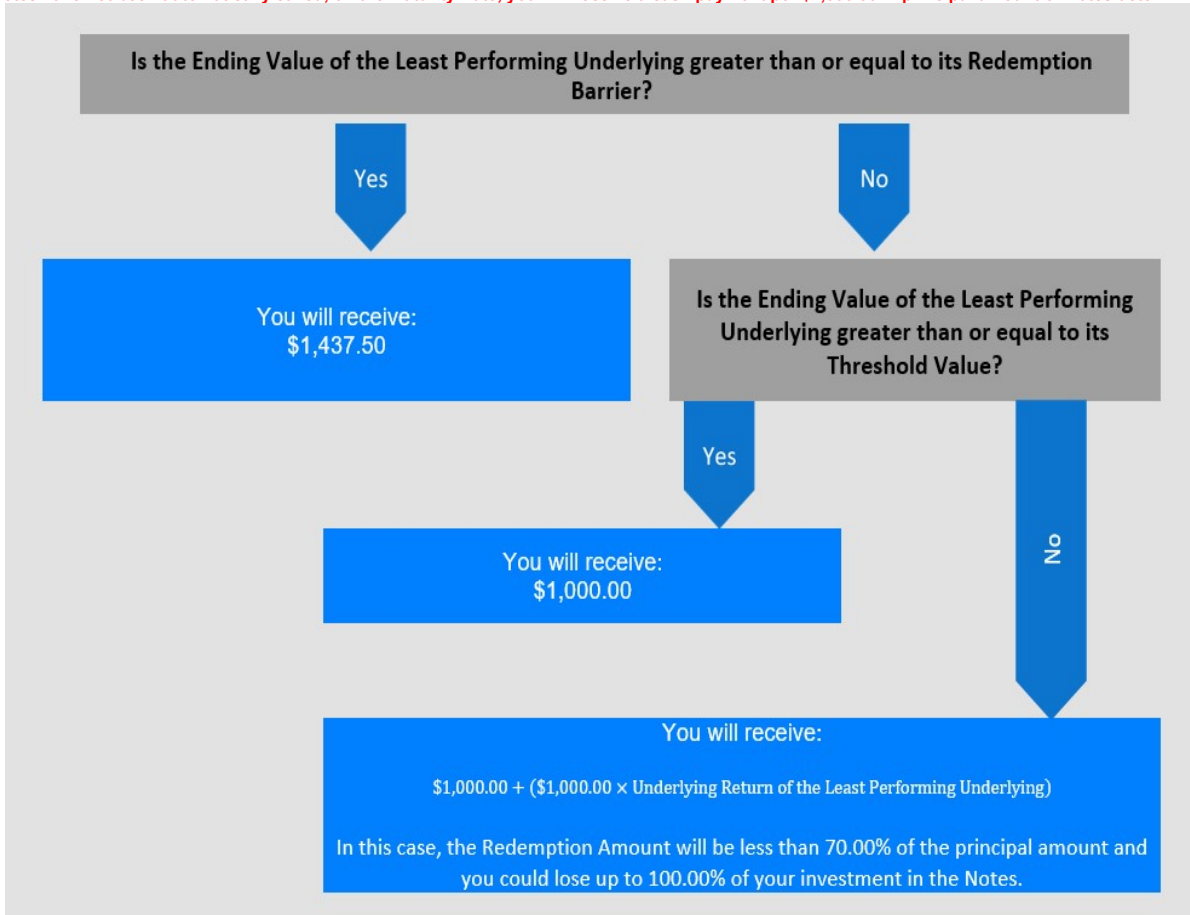 Is the Ending Value of the Least Performing Underlying greater than or equal to its Redemption
Barrier?
Yes
No
You will receive:
$1,437.50
Is the Ending Value of the Least Performing
Underlying greater than or equal to its
Threshold Value?
Yes
No
You will receive:
$1,000.00
You will receive:
$1,000.00 + ($1,000.00 × Underlying Return of the Least Performing Underlying)
In this case, the Redemption Amount will be less than 70.00% of the principal amount and
you could lose up to 100.00% of your investment in the Notes.